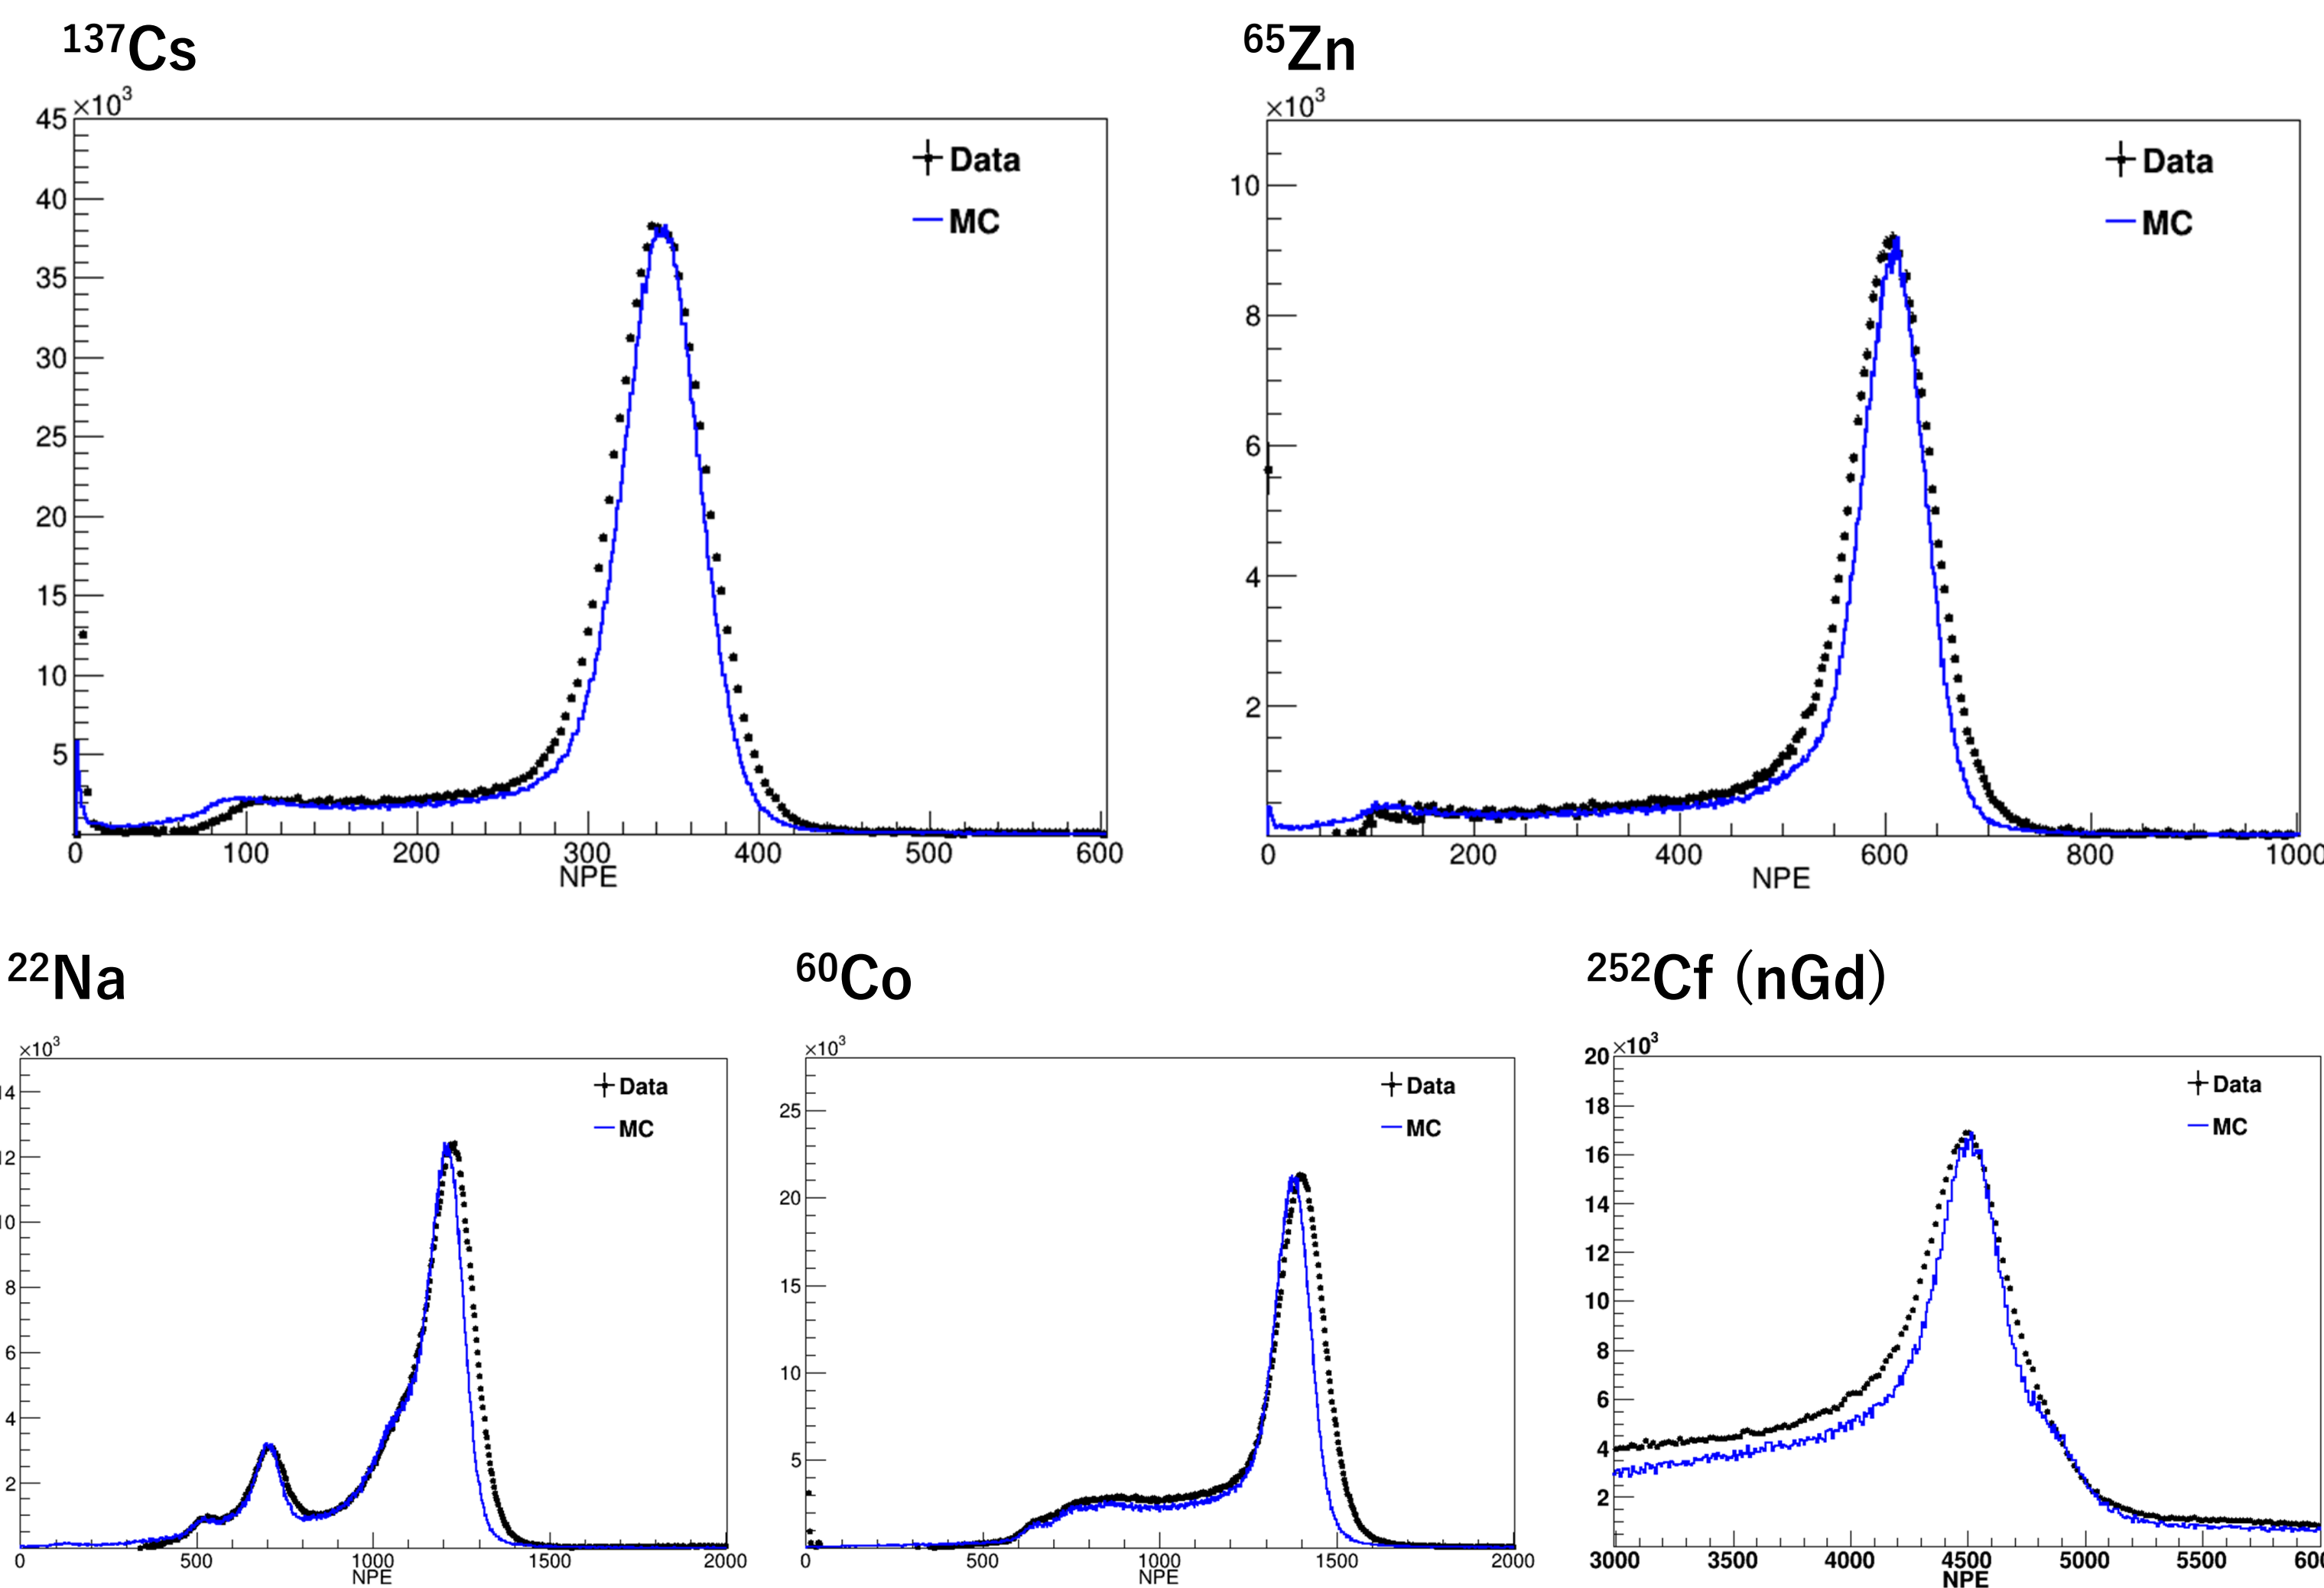 ¹³⁷Cs
×10³
45
40
35
30
25
20
15
10
5
0 100 200 300 400 500 600
NPE
Data
MC
⁶⁵Zn
×10³
10
8
6
4
2
0 200 400 600 800 1000
NPE
Data
MC
²²Na
×10³
14
12
10
8
6
4
2
0 500 1000 1500 2000
NPE
Data
MC
⁶⁰Co
×10³
25
20
15
10
5
0 500 1000 1500 2000
NPE
Data
MC
²⁵²Cf (nGd)
×10³
20
18
16
14
12
10
8
6
4
2
3000 3500 4000 4500 5000 5500 600
NPE
Data
MC